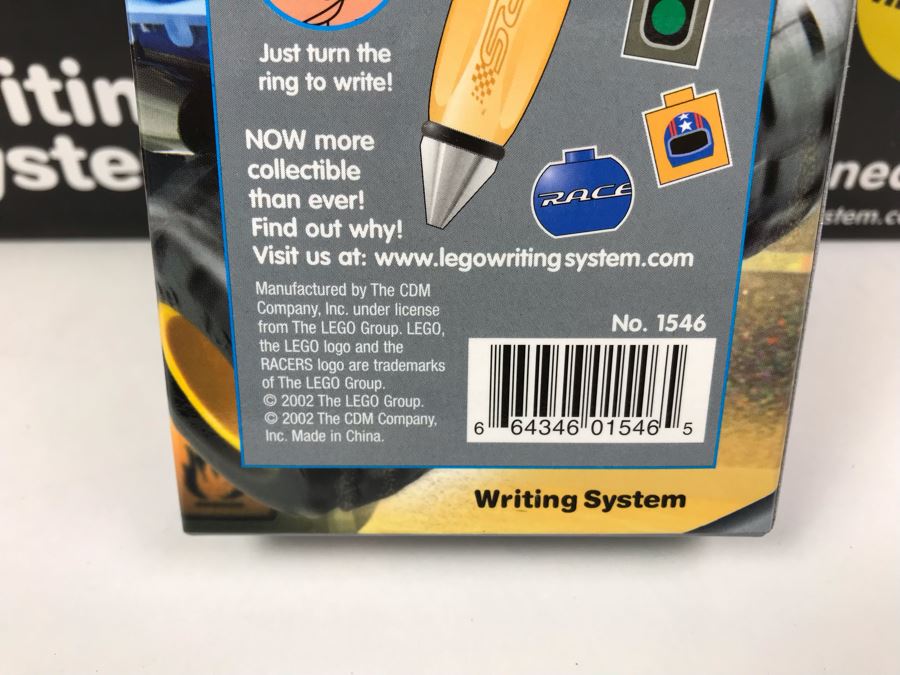 Just turn the
ring to write!
NOW more
collectible
than ever!
Find out why!
Visit us at: www.legowritingsystem.com
RACE
Manufactured by The CDM
Company, Inc. under license
from The LEGO Group. LEGO,
the LEGO logo and the
RACERS logo are trademarks
of The LEGO Group.
© 2002 The LEGO Group.
© 2002 The CDM Company,
Inc. Made in China.
No. 1546
6 64346 01546 5
Writing System